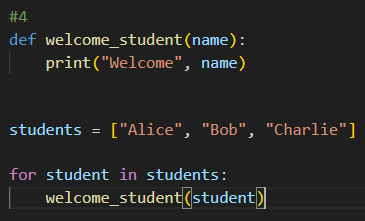 #4
def welcome_student(name):
    print("Welcome", name)
students = ["Alice", "Bob", "Charlie"]
for student in students:
    welcome_student(student)